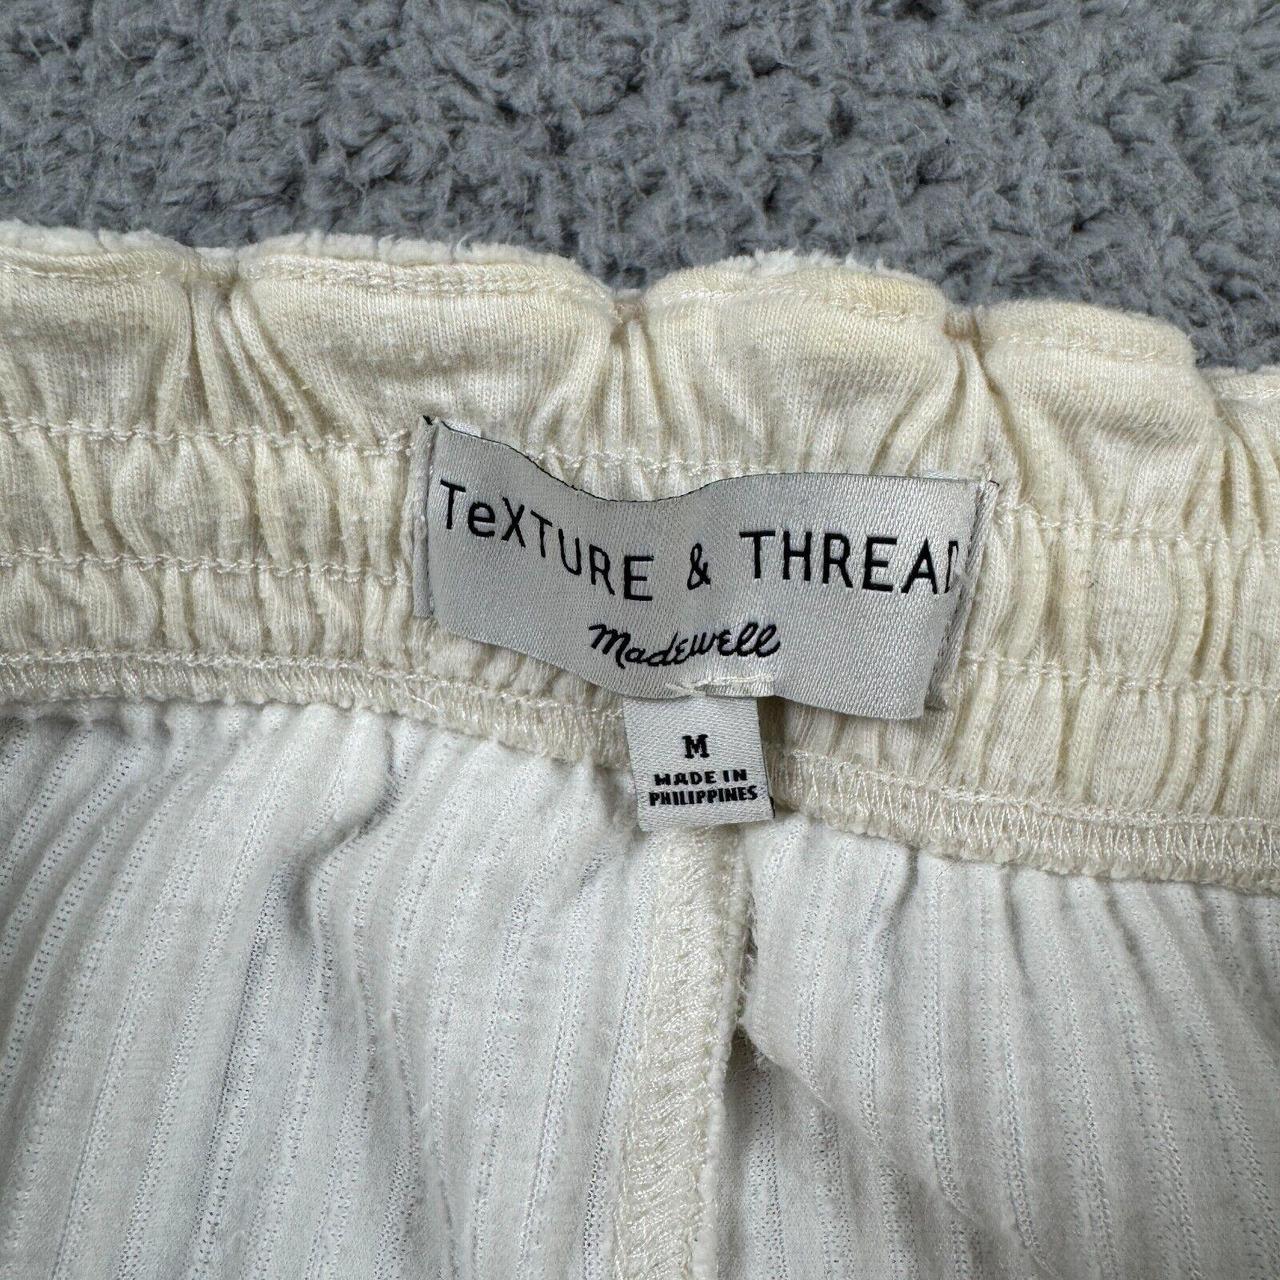 TeXTURE & THREAD
Madewell
M
MADE IN
PHILIPPINES